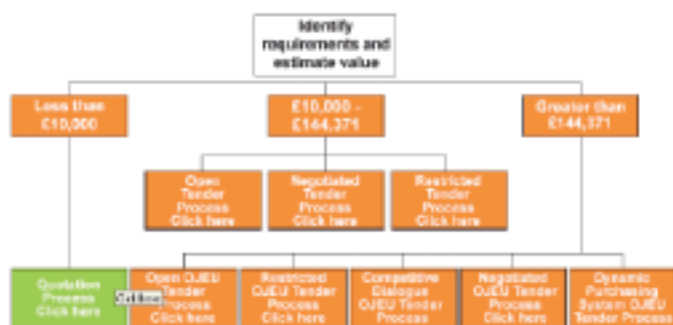 Identify
requirements and
estimate value
Less than
£10,000
£10,000 -
£144,371
Greater than
£144,371
Open
Tender
Process
Click here
Negotiated
Tender
Process
Click here
Restricted
Tender
Process
Click here
Quotation
Process
Click here
Open OJEU
Tender
Process
Click here
Restricted
OJEU Tender
Process
Click here
Competitive
Dialogue
OJEU Tender
Process
Negotiated
OJEU Tender
Process
Click here
Dynamic
Purchasing
System OJEU
Tender Process